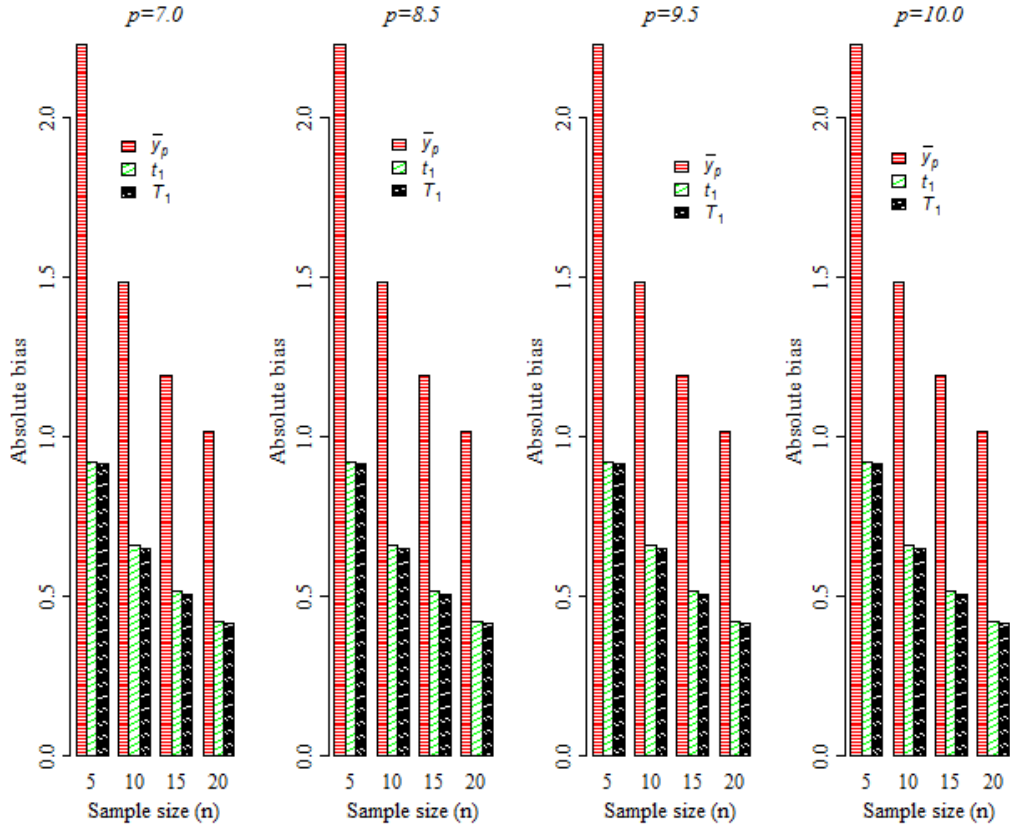 p=7.0
Absolute bias
2.0
1.5
1.0
0.5
0.0
ȳp
t1
T1
5 10 15 20
Sample size (n)
p=8.5
Absolute bias
2.0
1.5
1.0
0.5
0.0
ȳp
t1
T1
5 10 15 20
Sample size (n)
p=9.5
Absolute bias
2.0
1.5
1.0
0.5
0.0
ȳp
t1
T1
5 10 15 20
Sample size (n)
p=10.0
Absolute bias
2.0
1.5
1.0
0.5
0.0
ȳp
t1
T1
5 10 15 20
Sample size (n)